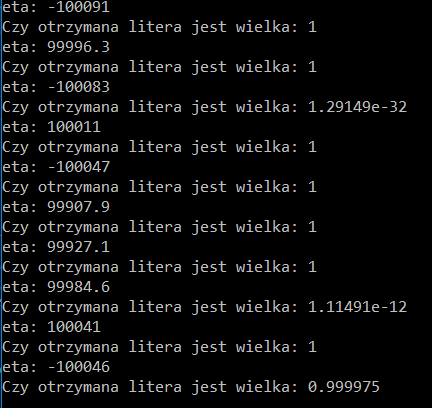 eta: -100091
Czy otrzymana litera jest wielka: 1
eta: 99996.3
Czy otrzymana litera jest wielka: 1
eta: -100083
Czy otrzymana litera jest wielka: 1.29149e-32
eta: 100011
Czy otrzymana litera jest wielka: 1
eta: -100047
Czy otrzymana litera jest wielka: 1
eta: 99907.9
Czy otrzymana litera jest wielka: 1
eta: 99927.1
Czy otrzymana litera jest wielka: 1
eta: 99984.6
Czy otrzymana litera jest wielka: 1.11491e-12
eta: 100041
Czy otrzymana litera jest wielka: 1
eta: -100046
Czy otrzymana litera jest wielka: 0.999975